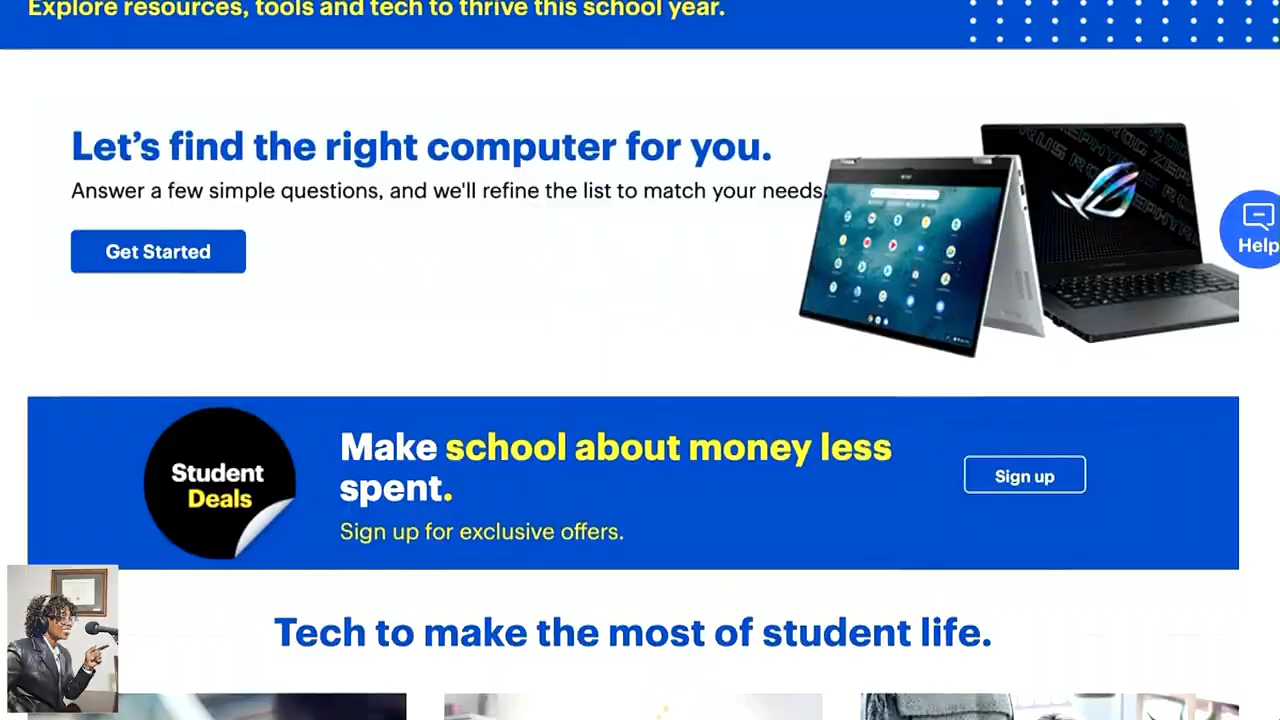 Explore resources, tools and tech to thrive this school year.
Let's find the right computer for you.
Answer a few simple questions, and we'll refine the list to match your needs.
Get Started
Help
Student
Deals
Make school about money less
spent.
Sign up for exclusive offers.
Sign up
Tech to make the most of student life.